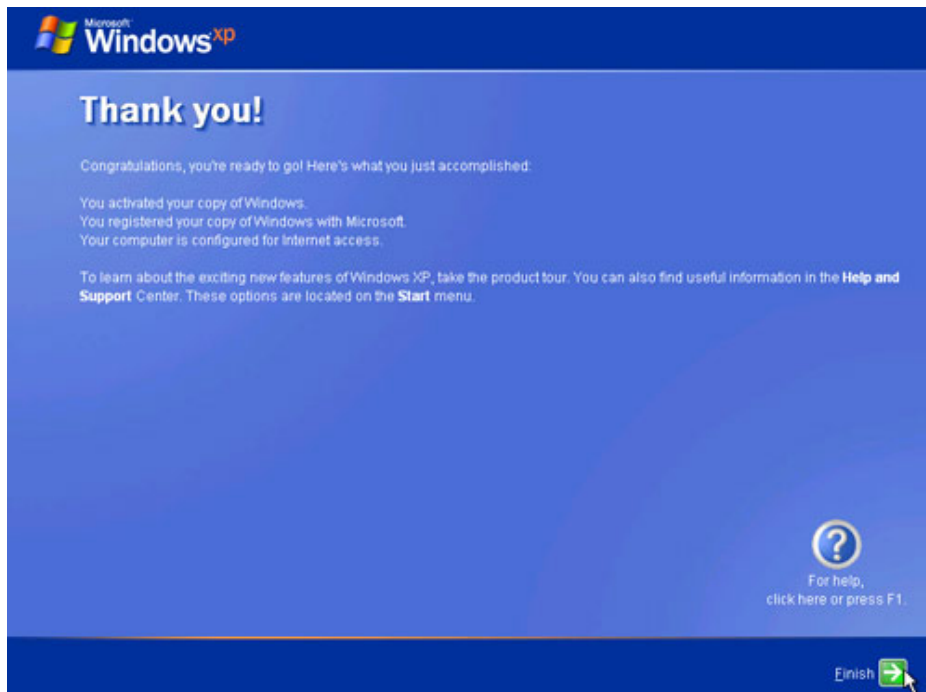 Microsoft
Windows xp
Thank you!
Congratulations, you're ready to go! Here's what you just accomplished:
You activated your copy of Windows.
You registered your copy of Windows with Microsoft.
Your computer is configured for Internet access.
To learn about the exciting new features of Windows XP, take the product tour. You can also find useful information in the Help and
Support Center. These options are located on the Start menu.
For help,
click here or press F1.
Finish